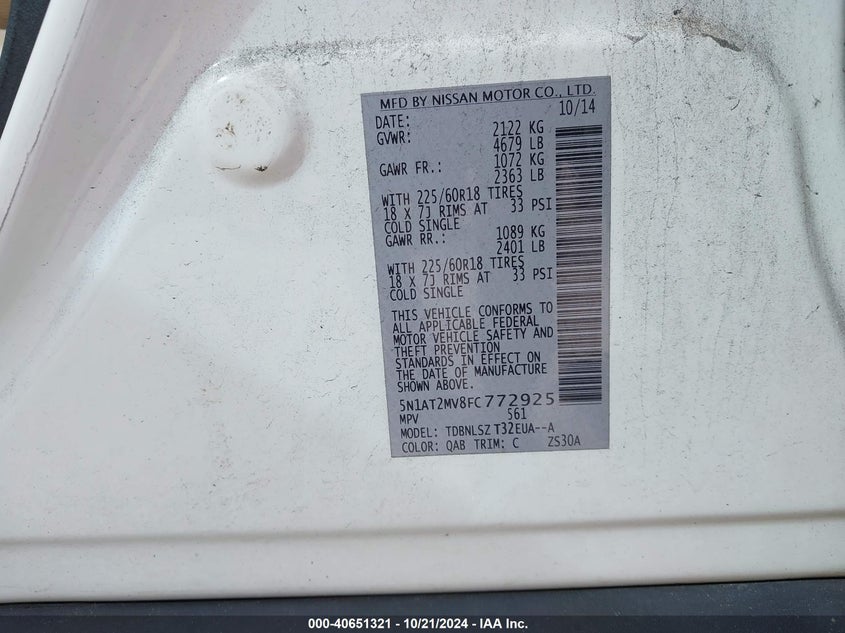 MFD BY NISSAN MOTOR CO., LTD.
DATE: 10/14
GVWR: 2122 KG
4679 LB
GAWR FR.: 1072 KG
2363 LB
WITH 225/60R18 TIRES
18 X 7J RIMS AT 33 PSI
COLD SINGLE
GAWR RR.: 1089 KG
2401 LB
WITH 225/60R18 TIRES
18 X 7J RIMS AT 33 PSI
COLD SINGLE
THIS VEHICLE CONFORMS TO
ALL APPLICABLE FEDERAL
MOTOR VEHICLE SAFETY AND
THEFT PREVENTION
STANDARDS IN EFFECT ON
THE DATE OF MANUFACTURE
SHOWN ABOVE.
5N1AT2MV8FC772925
MPV 561
MODEL: TDBNLSZ T32EUA--A
COLOR: QAB TRIM: C ZS30A
000-40651321 - 10/21/2024 - IAA Inc.